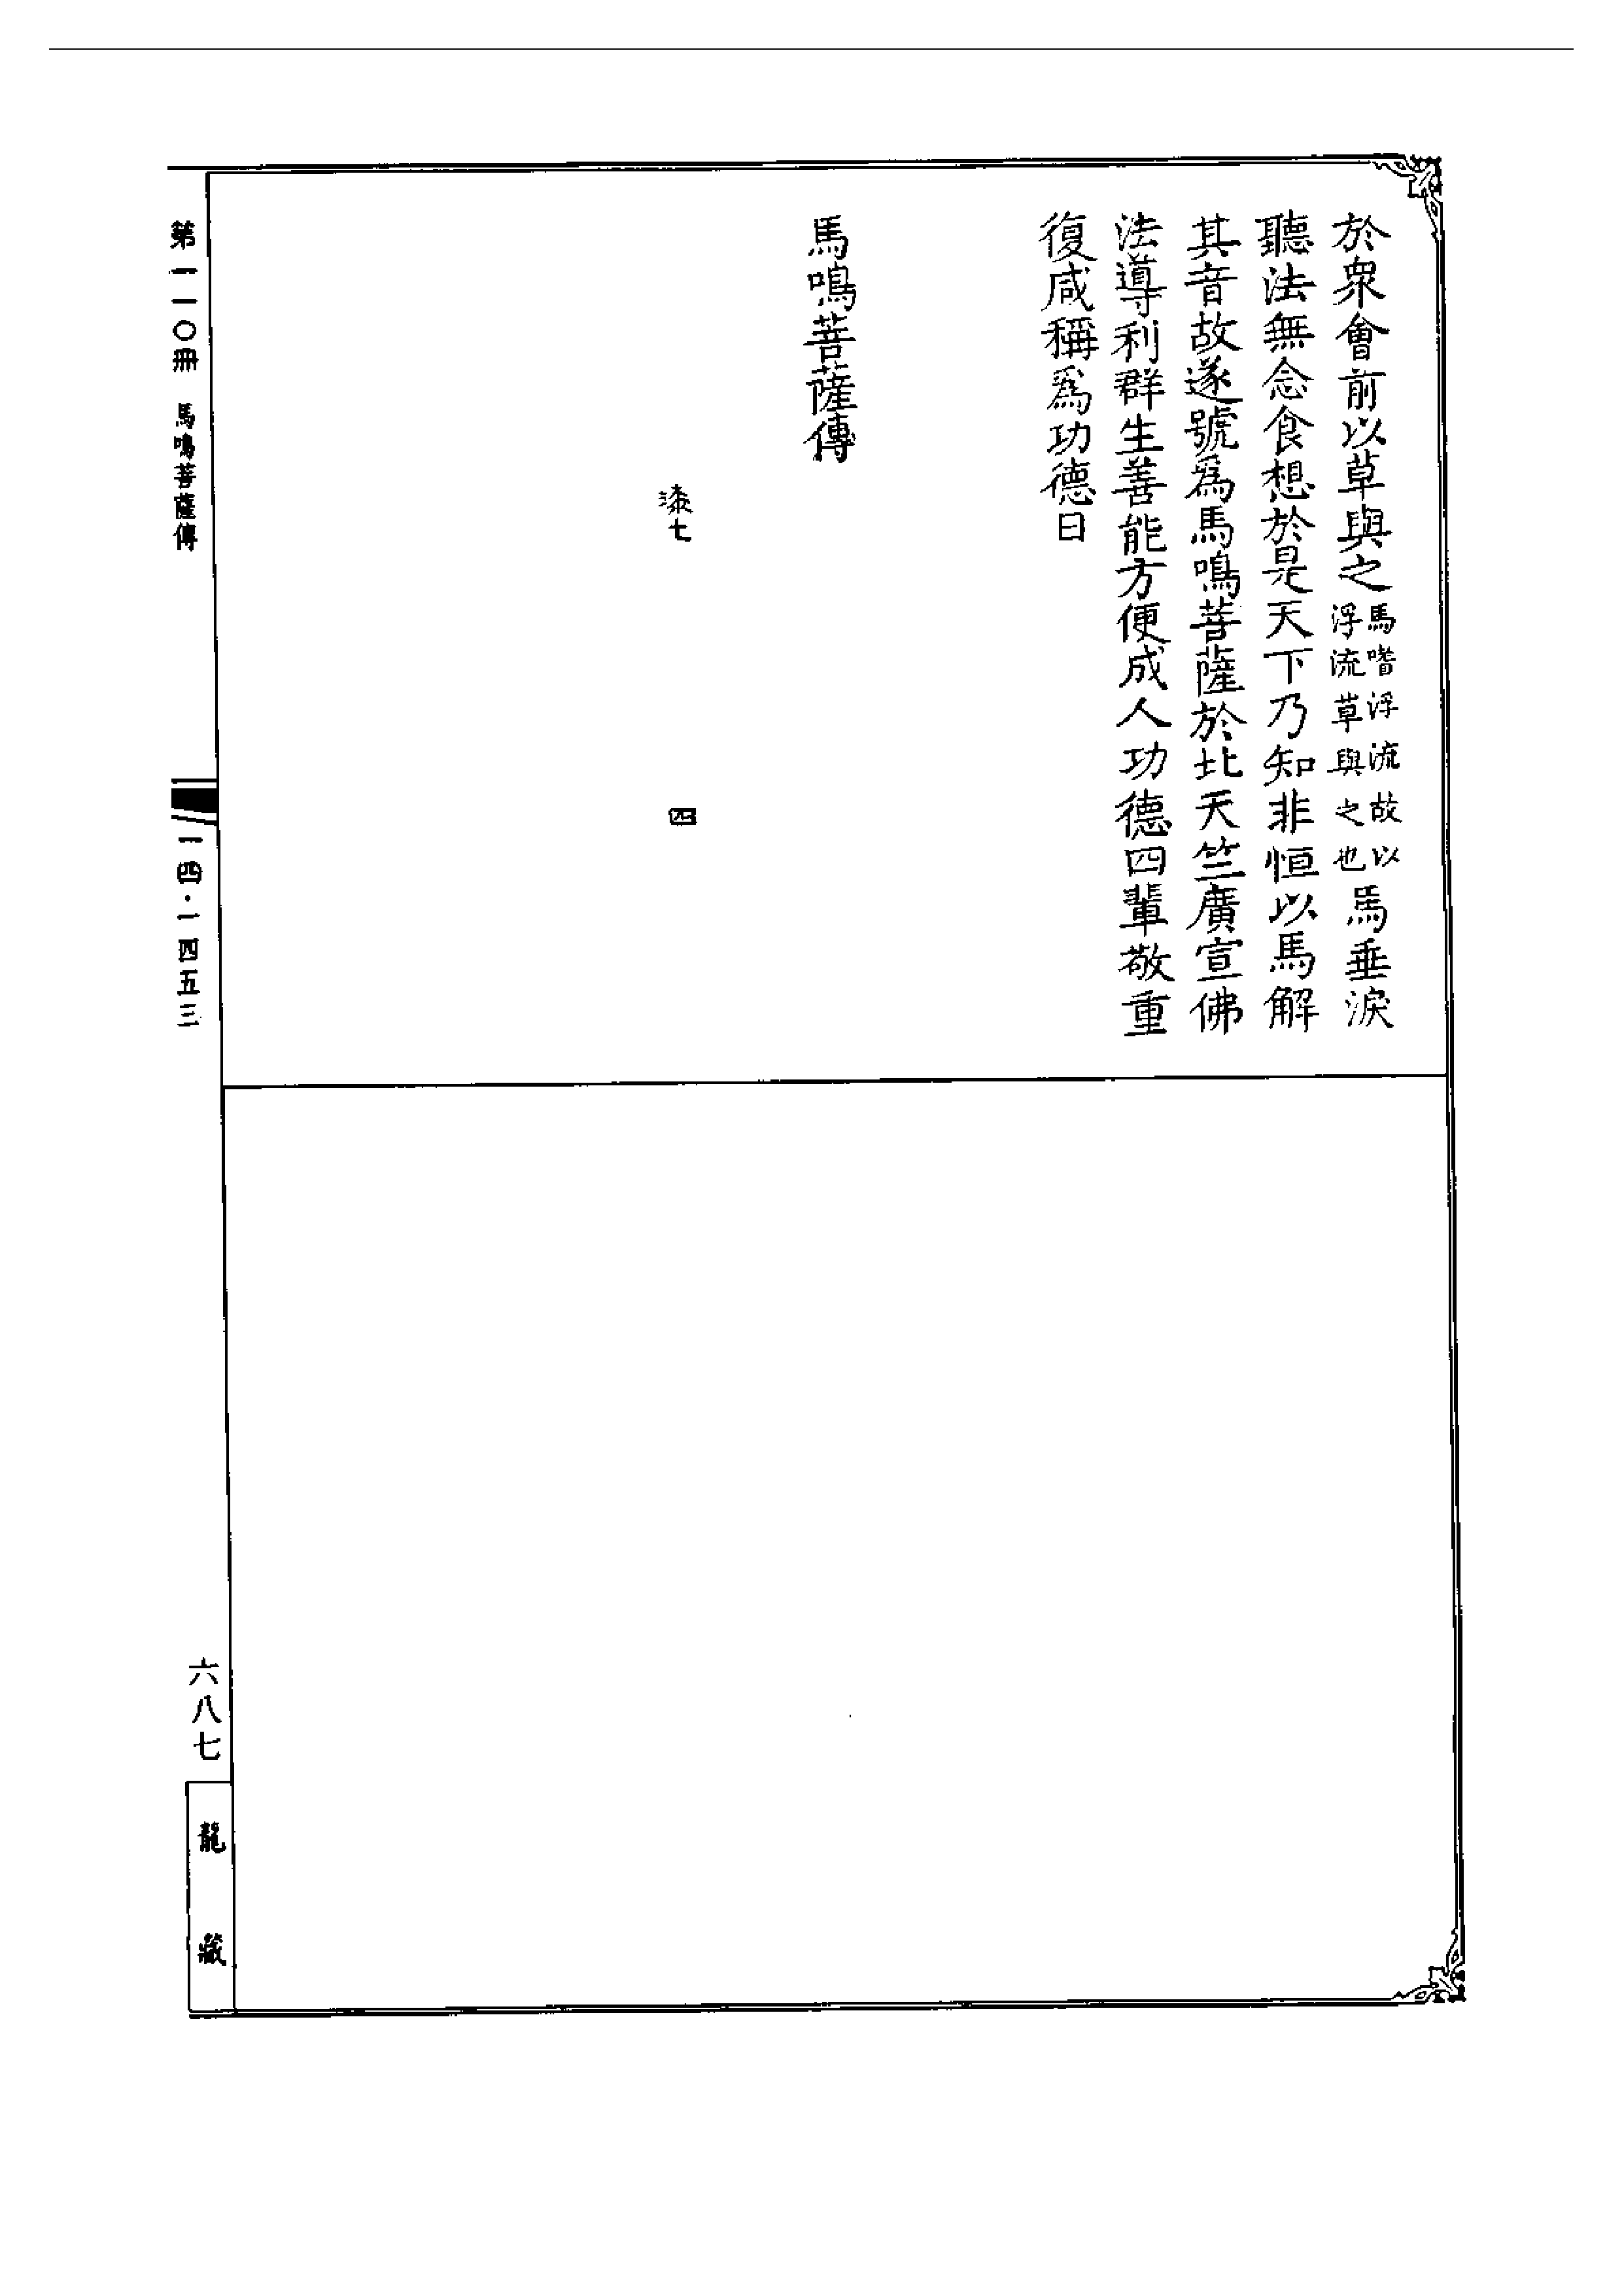 於衆會前以草與之馬嗜浮流故以浮流草與之也馬垂淚
聽法無念食想於是天下乃知非恒以馬解
其音故遂號爲馬鳴菩薩於北天竺廣宣佛
法導利群生善能方便成人功德四輩敬重
復咸稱爲功德日
馬鳴菩薩傳
漆七 四
第一一〇冊 馬鳴菩薩傳
一四·一四五三
六八七
龍藏